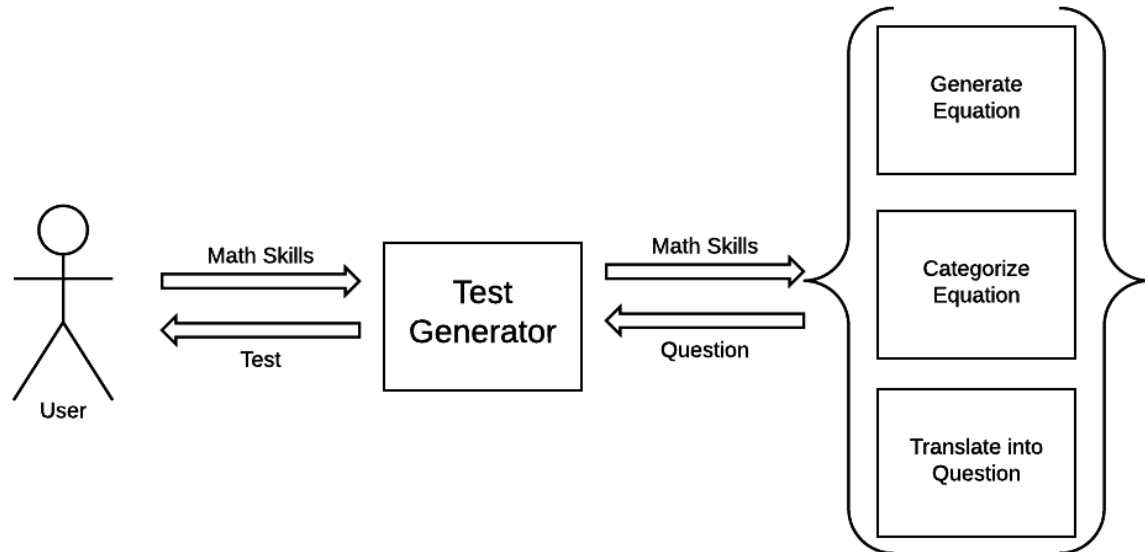 User
Math Skills
Test
Test
Generator
Math Skills
Question
Generate
Equation
Categorize
Equation
Translate into
Question